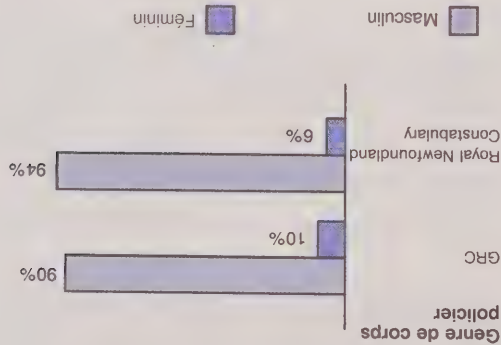 Genre de corps
policier
GRC
90%
10%
Royal Newfoundland
Constabulary
94%
6%
Masculin
Féminin